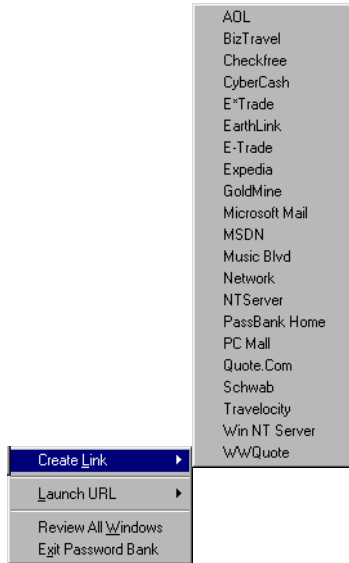 AOL
BizTravel
Checkfree
CyberCash
E*Trade
EarthLink
E-Trade
Expedia
GoldMine
Microsoft Mail
MSDN
Music Blvd
Network
NTServer
PassBank Home
PC Mall
Quote.Com
Schwab
Travelocity
Win NT Server
WWQuote
Create Link
Launch URL
Review All Windows
Exit Password Bank